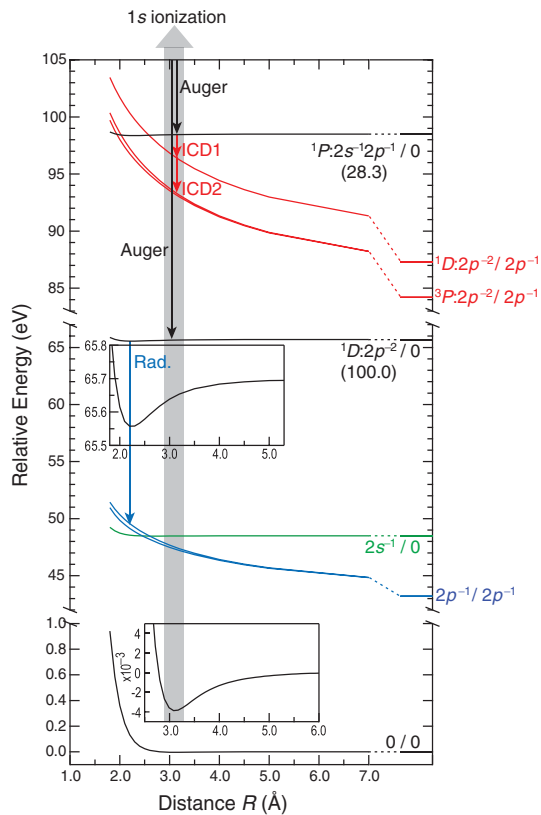 1s ionization
105
100
95
90
85
65
50
45
1.0
0.8
0.6
0.4
0.2
0.0
1.0
2.0
3.0
4.0
5.0
6.0
7.0
Relative Energy (eV)
Distance R (Å)
Auger
¹P:2s⁻¹2p⁻¹ / 0
(28.3)
ICD1
ICD2
Auger
¹D:2p⁻²/ 2p⁻¹
³P:2p⁻²/ 2p⁻¹
¹D:2p⁻²/ 0
(100.0)
Rad.
65.8
65.7
65.6
65.5
2.0
3.0
4.0
5.0
2s⁻¹/ 0
2p⁻¹/ 2p⁻¹
x10⁻³
4
2
0
-2
-4
3.0
4.0
5.0
6.0
0 / 0